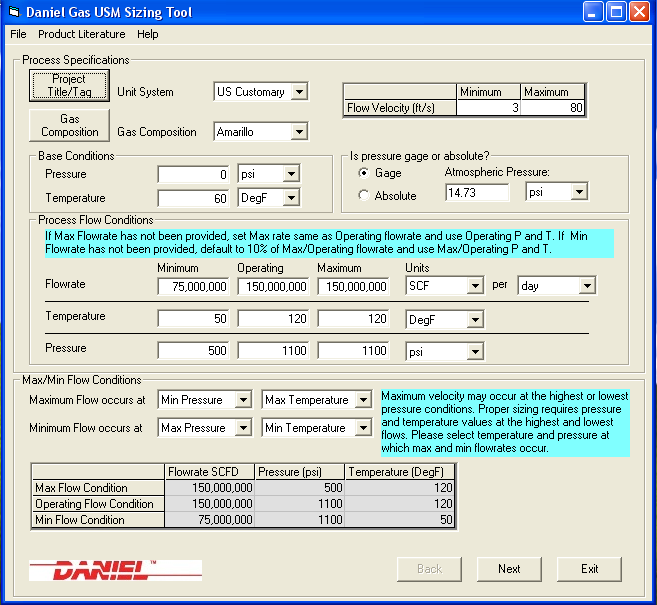 Daniel Gas USM Sizing Tool
File Product Literature Help
Process Specifications
Project Title/Tag
Unit System US Customary
Minimum Maximum
Flow Velocity (ft/s) 3 80
Gas Composition
Gas Composition Amarillo
Base Conditions
Pressure 0 psi
Temperature 60 DegF
Is pressure gage or absolute?
Gage
Absolute
Atmospheric Pressure:
14.73 psi
Process Flow Conditions
If Max Flowrate has not been provided, set Max rate same as Operating flowrate and use Operating P and T. If Min
Flowrate has not been provided, default to 10% of Max/Operating flowrate and use Max/Operating P and T.
Minimum Operating Maximum Units
Flowrate 75,000,000 150,000,000 150,000,000 SCF per day
Temperature 50 120 120 DegF
Pressure 500 1100 1100 psi
Max/Min Flow Conditions
Maximum Flow occurs at Min Pressure Max Temperature
Minimum Flow occurs at Max Pressure Min Temperature
Maximum velocity may occur at the highest or lowest
pressure conditions. Proper sizing requires pressure
and temperature values at the highest and lowest
flows. Please select temperature and pressure at
which max and min flowrates occur.
Flowrate SCFD Pressure (psi) Temperature (DegF)
Max Flow Condition 150,000,000 500 120
Operating Flow Condition 150,000,000 1100 120
Min Flow Condition 75,000,000 1100 50
DANIEL™
Back Next Exit